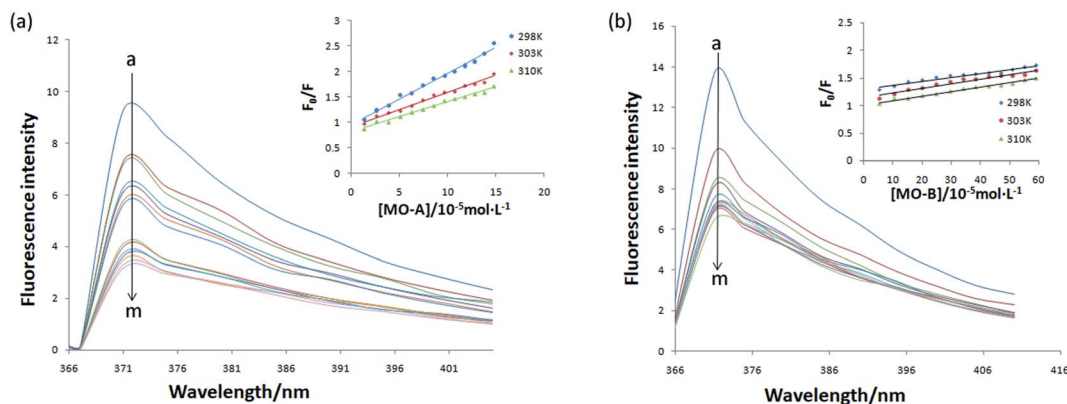 (a)
12
10
8
6
4
2
0
Fluorescence intensity
366 371 376 381 386 391 396 401
Wavelength/nm
a
m
3
2.5
2
1.5
1
0.5
0
F₀/F
0 5 10 15 20
[MO-A]/10⁻⁵mol·L⁻¹
298K
303K
310K
(b)
16
14
12
10
8
6
4
2
0
Fluorescence intensity
366 376 386 396 406 416
Wavelength/nm
a
m
2.5
2
1.5
1
0.5
0
F₀/F
0 10 20 30 40 50 60
[MO-B]/10⁻⁵mol·L⁻¹
298K
303K
310K